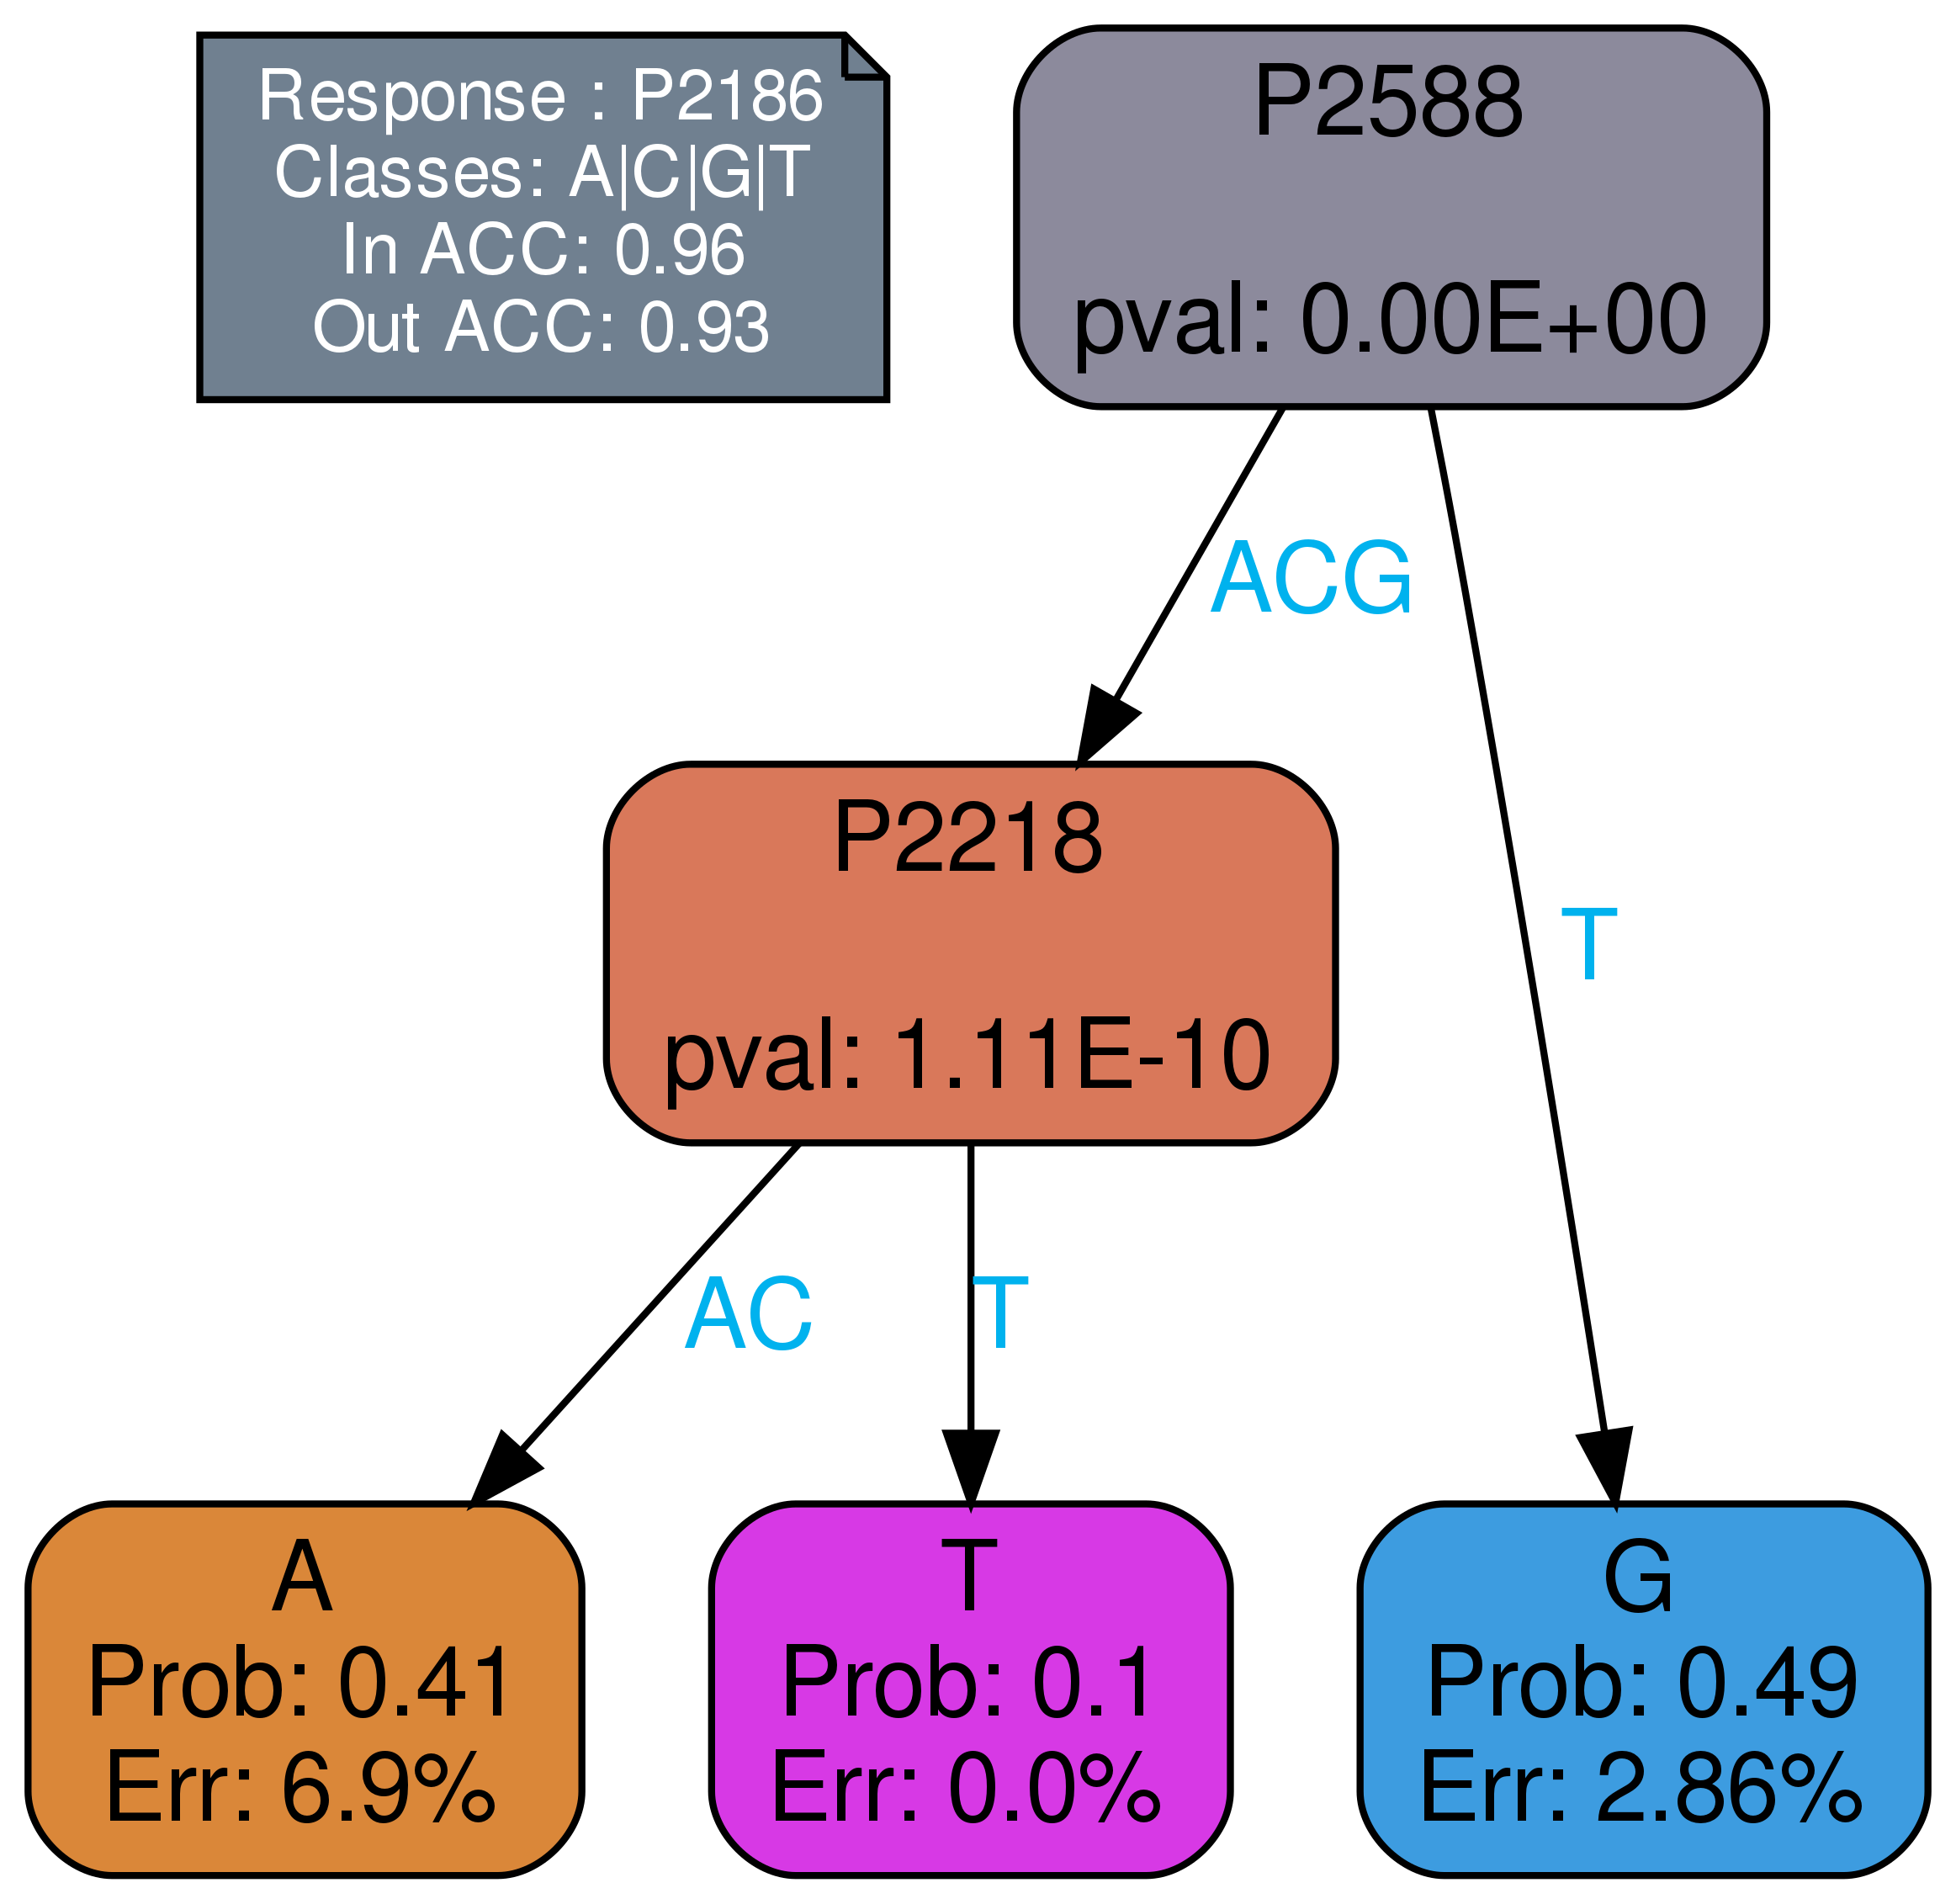 Response : P2186
Classes: A|C|G|T
In ACC: 0.96
Out ACC: 0.93
P2588
pval: 0.00E+00
ACG
T
P2218
pval: 1.11E-10
AC
T
A
Prob: 0.41
Err: 6.9%
T
Prob: 0.1
Err: 0.0%
G
Prob: 0.49
Err: 2.86%